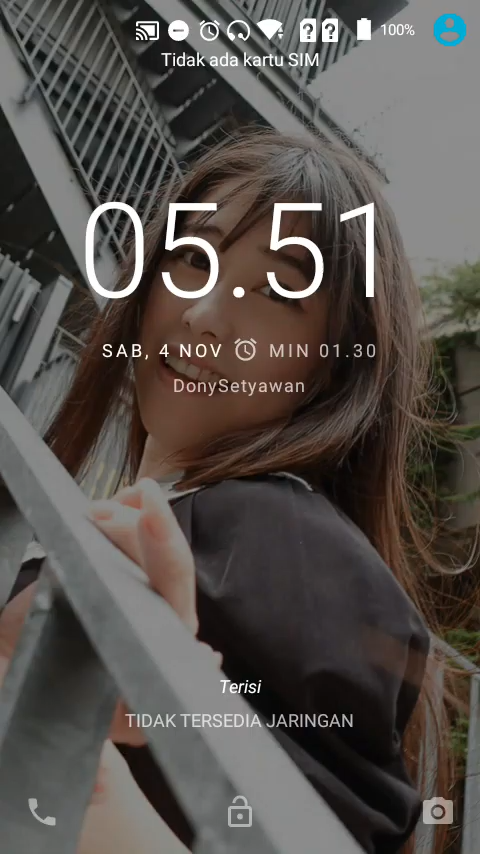 100%
Tidak ada kartu SIM
05.51
SAB, 4 NOV MIN 01.30
DonySetyawan
Terisi
TIDAK TERSEDIA JARINGAN